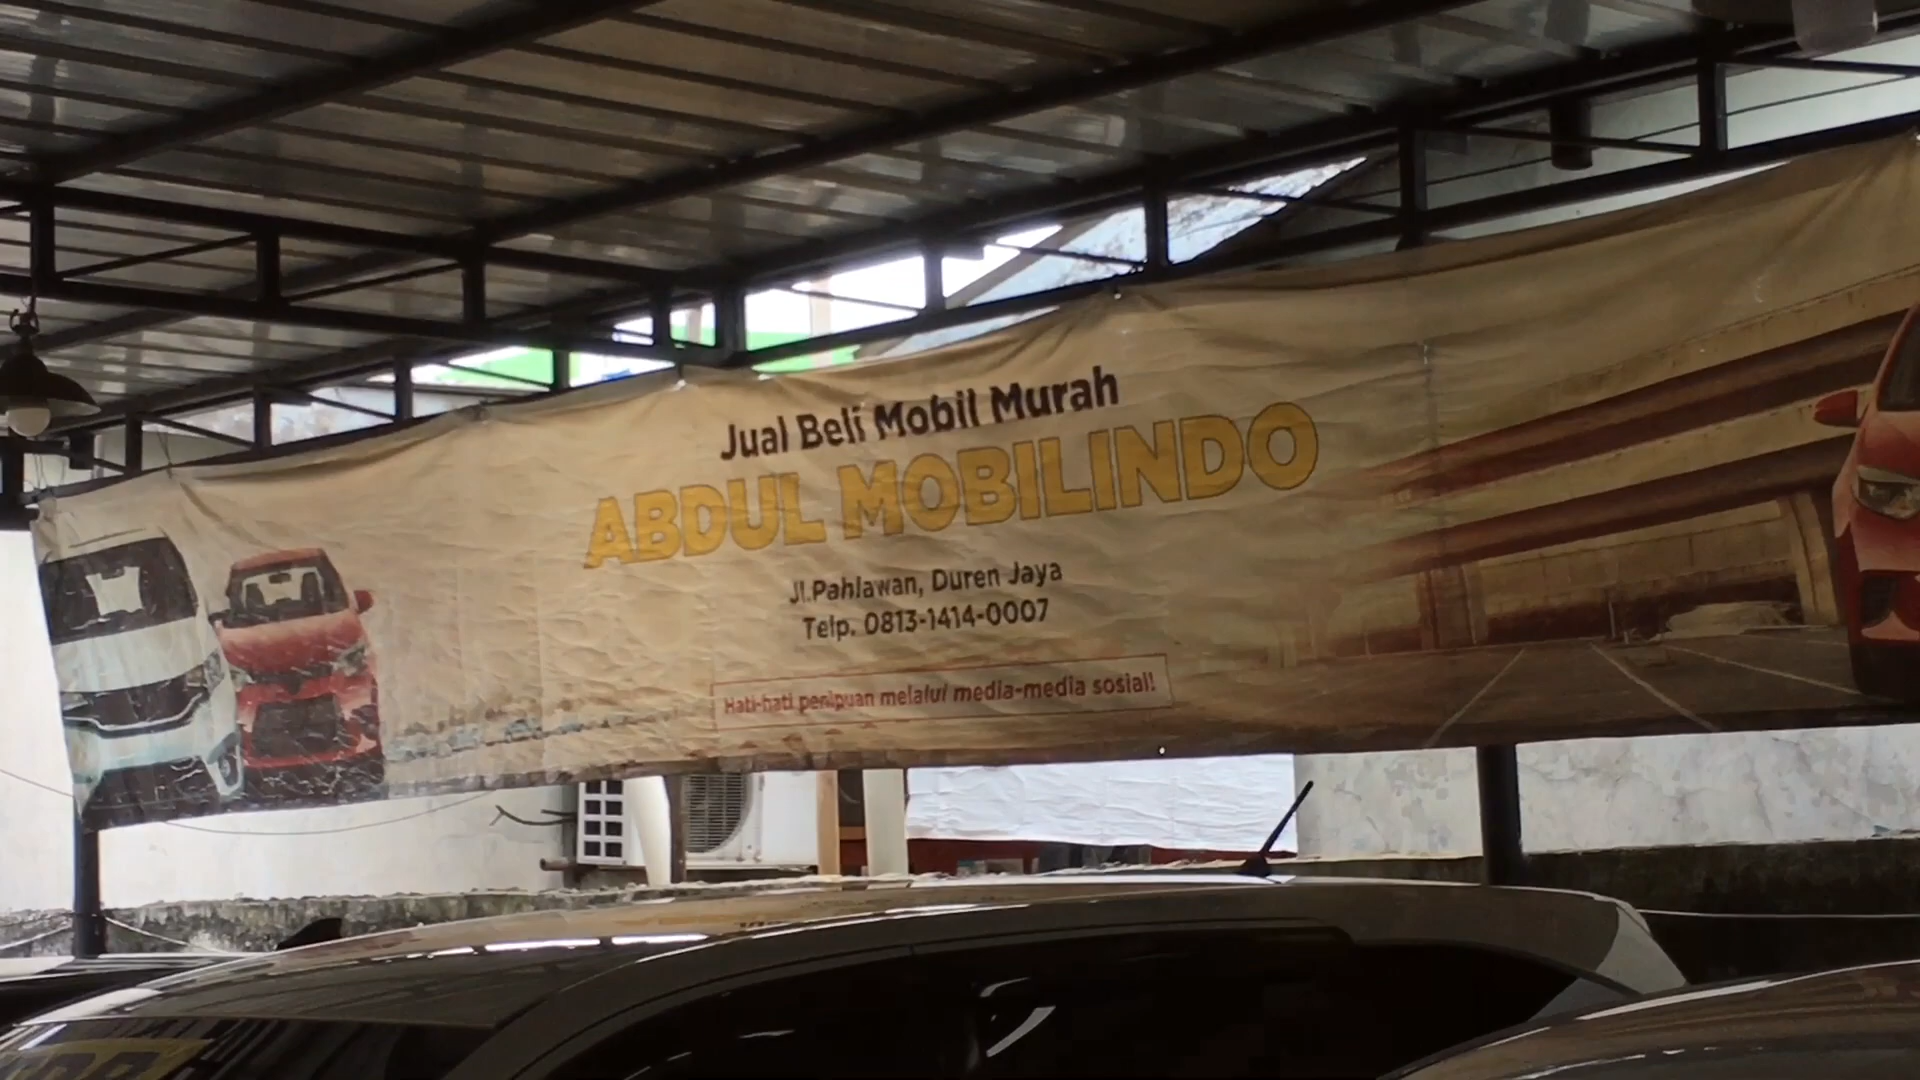 Jual Beli Mobil Murah
ABDUL MOBILINDO
Jl.Pahlawan, Duren Jaya
Telp. 0813-1414-0007
Hati-hati penipuan melalui media-media sosial!